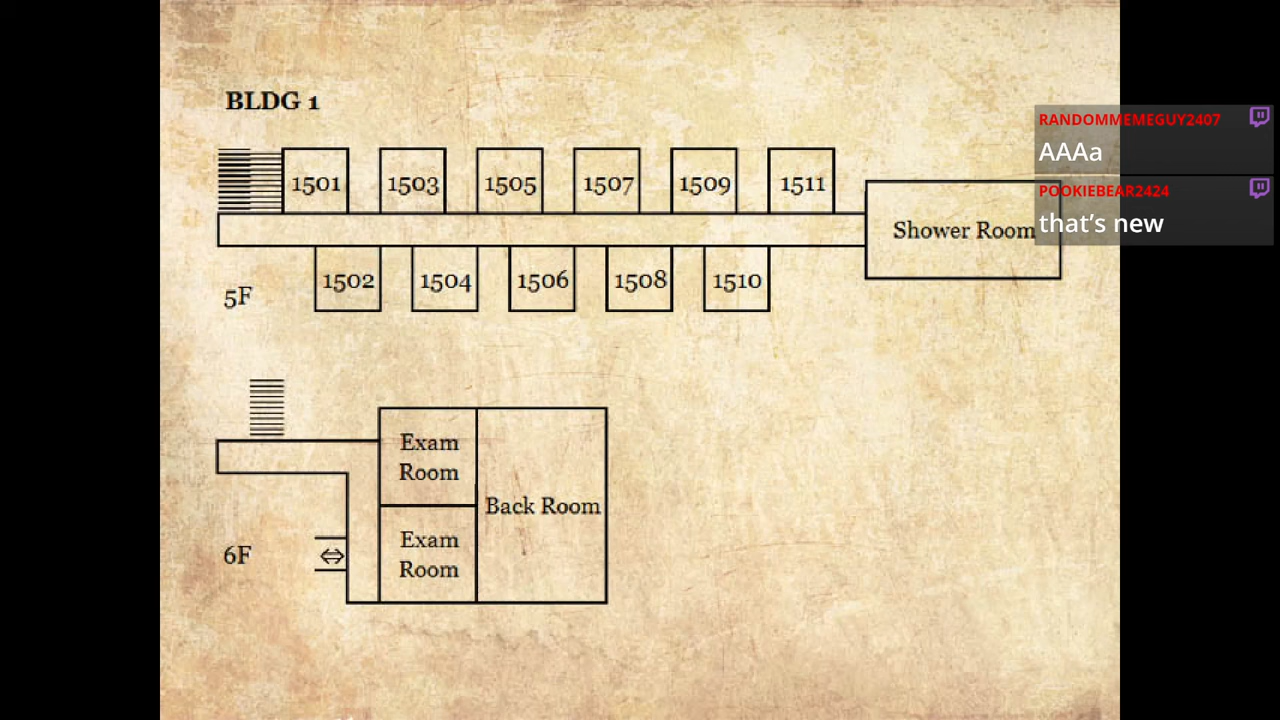 BLDG 1
1501 1503 1505 1507 1509 1511
Shower Room
1502 1504 1506 1508 1510
5F
Exam
Room
Back Room
Exam
Room
6F
RANDOMMEMEGUY2407
AAAa
POOKIEBEAR2424
that's new